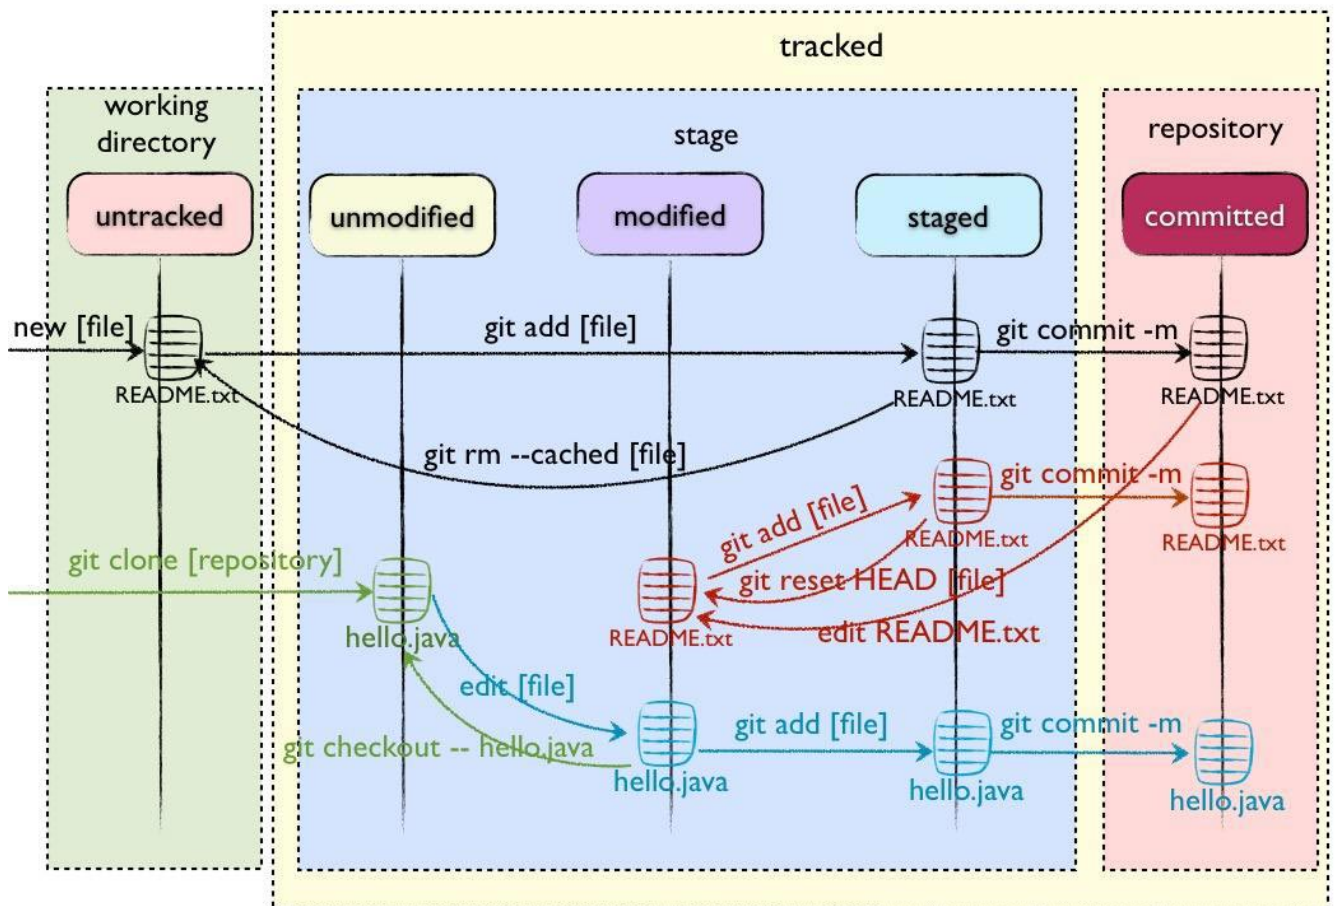 tracked
working
directory
stage
repository
untracked
unmodified
modified
staged
committed
new [file]
git add [file]
git commit -m
README.txt
README.txt
README.txt
git rm --cached [file]
git add [file]
git commit -m
README.txt
README.txt
git clone [repository]
git reset HEAD [file]
hello.java
README.txt
edit README.txt
edit [file]
git add [file]
git commit -m
git checkout -- hello.java
hello.java
hello.java
hello.java